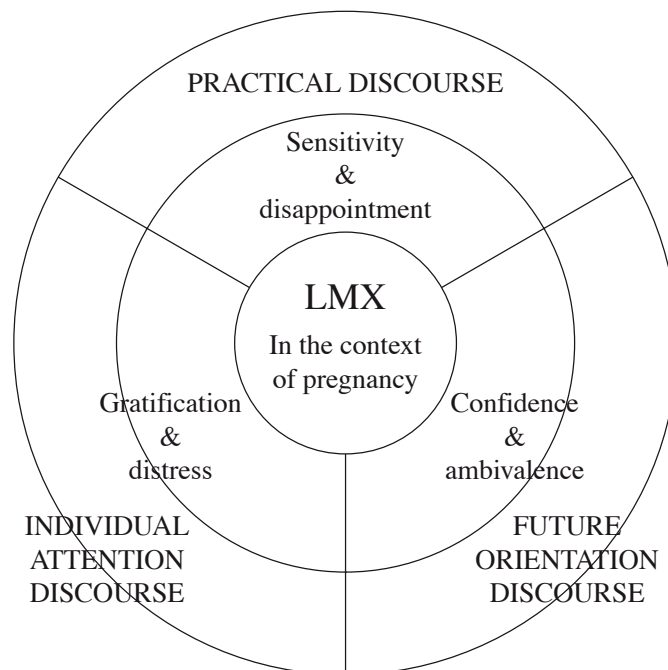 PRACTICAL DISCOURSE
Sensitivity
&
disappointment
LMX
In the context
of pregnancy
Gratification
&
distress
Confidence
&
ambivalence
INDIVIDUAL
ATTENTION
DISCOURSE
FUTURE
ORIENTATION
DISCOURSE